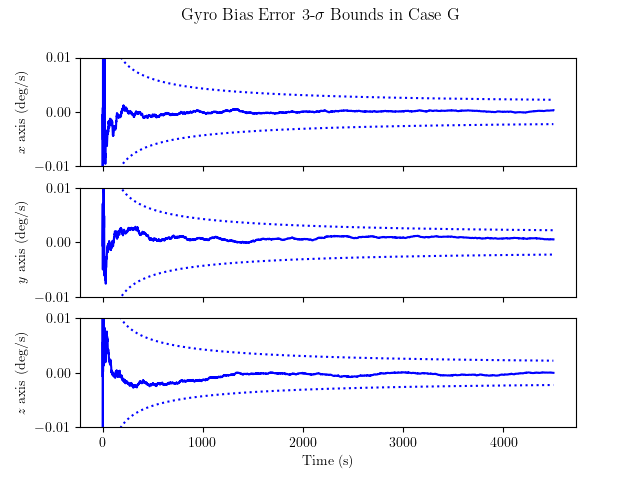 Gyro Bias Error 3-σ Bounds in Case G
0.01
0.00
−0.01
x axis (deg/s)
0.01
0.00
−0.01
y axis (deg/s)
0.01
0.00
−0.01
z axis (deg/s)
0 1000 2000 3000 4000
Time (s)